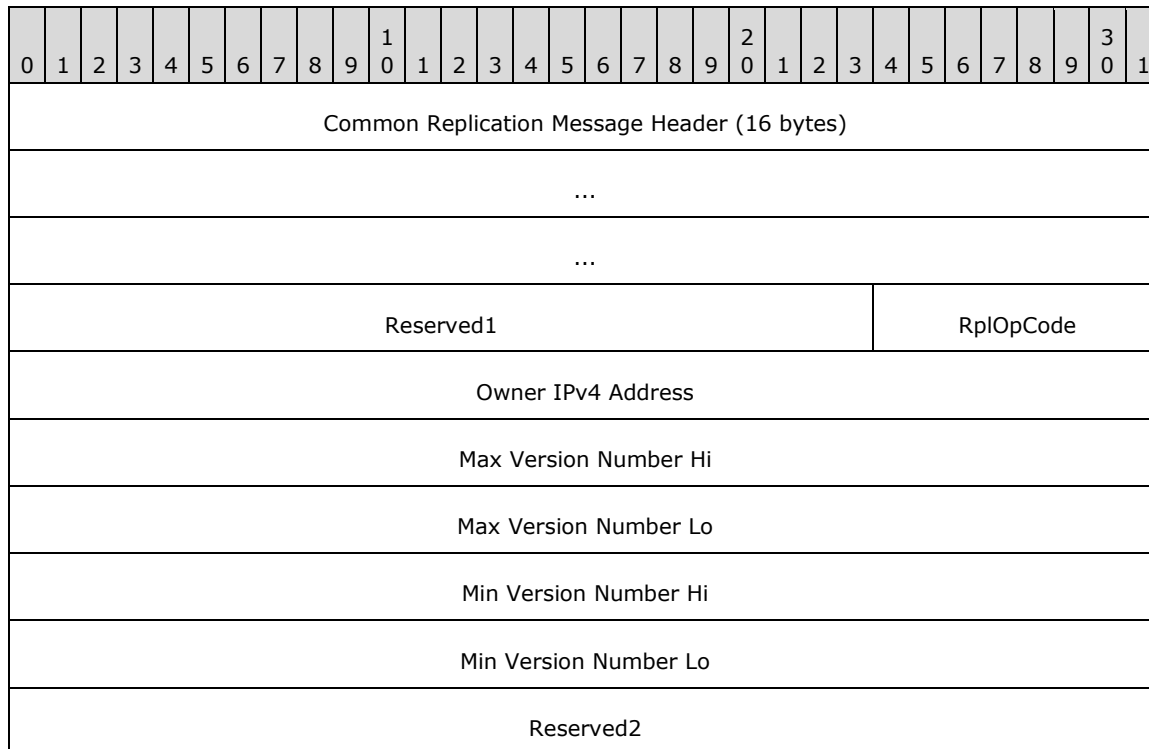 1 2 3
0 1 2 3 4 5 6 7 8 9 0 1 2 3 4 5 6 7 8 9 0 1 2 3 4 5 6 7 8 9 0 1
Common Replication Message Header (16 bytes)
...
...
Reserved1 RplOpCode
Owner IPv4 Address
Max Version Number Hi
Max Version Number Lo
Min Version Number Hi
Min Version Number Lo
Reserved2